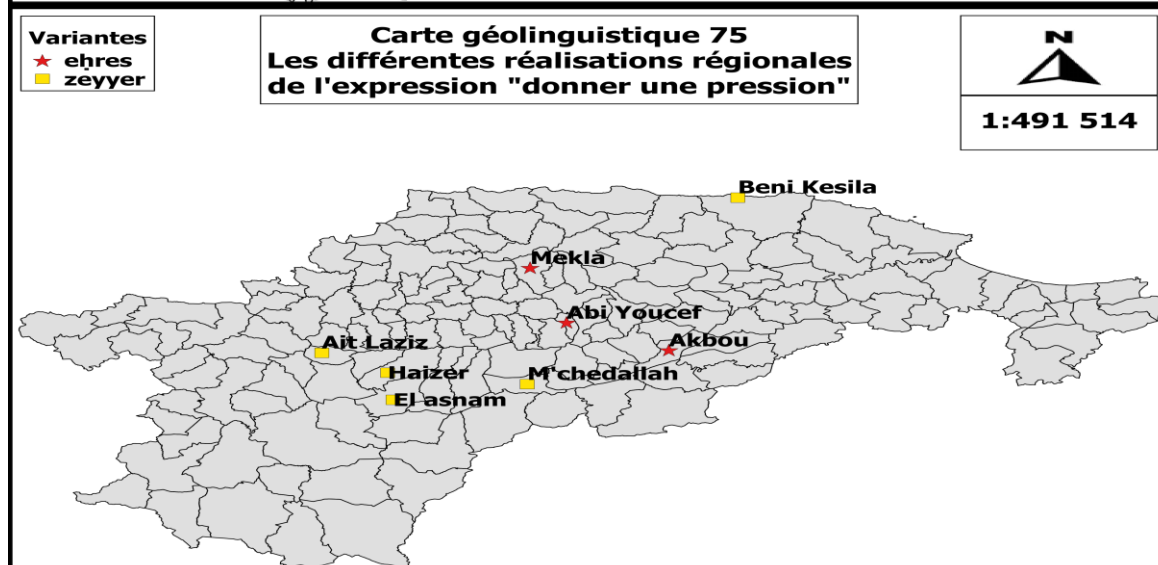 Variantes
eḥres
zeyyer
Carte géolinguistique 75
Les différentes réalisations régionales
de l'expression "donner une pression"
N
1:491 514
Beni Kesila
Mekla
Abi Youcef
Ait Laziz
Akbou
Haizer
M'chedallah
El asnam